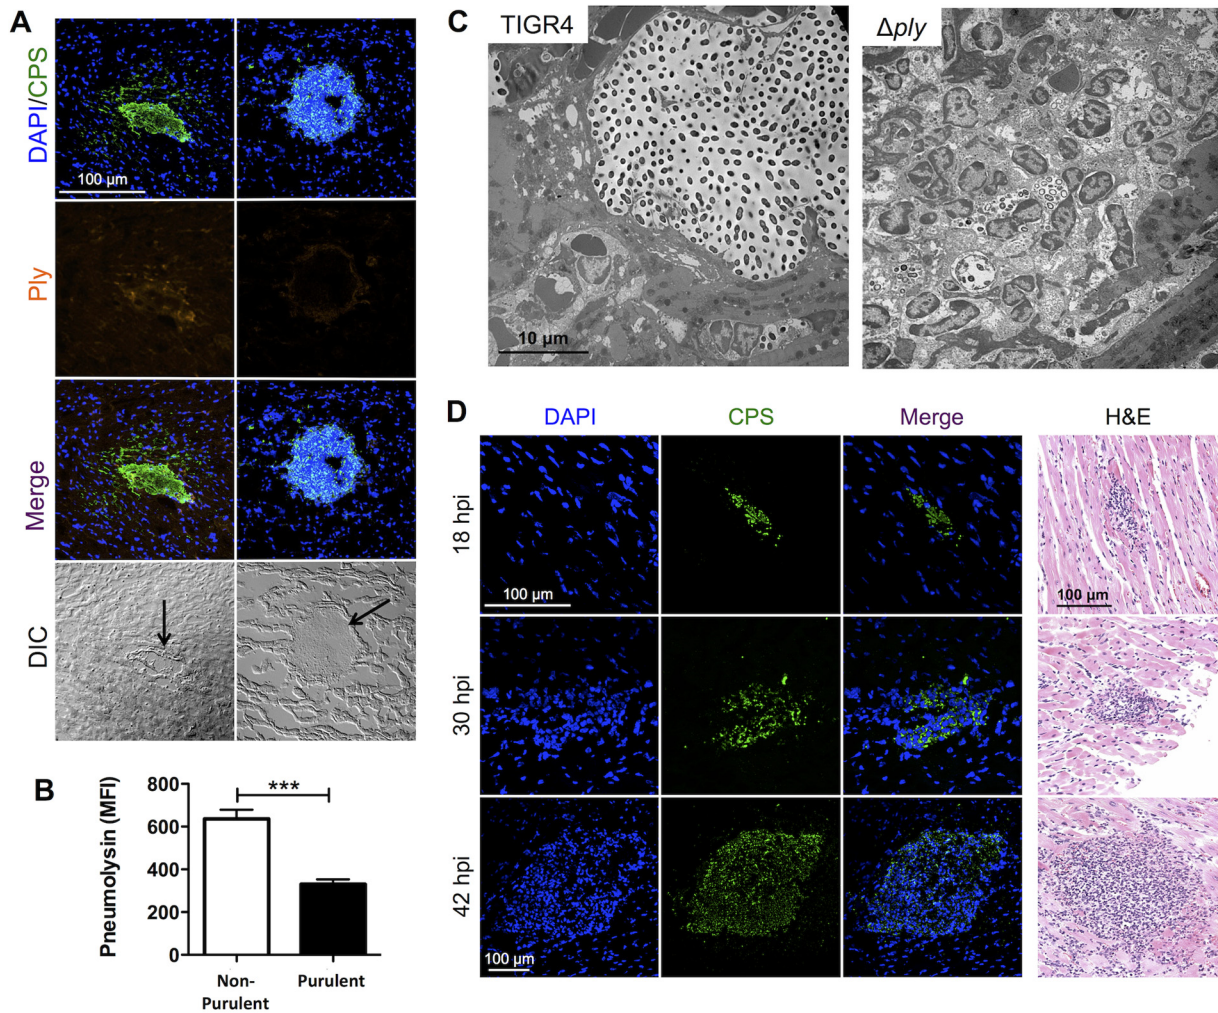 A
DAPI/CPS
100 µm
Ply
Merge
DIC
B
Pneumolysin (MFI)
800
600
400
200
0
***
Non-
Purulent
Purulent
C
TIGR4
Δply
10 µm
D
DAPI
CPS
Merge
H&E
18 hpi
100 µm
100 µm
30 hpi
42 hpi
100 µm